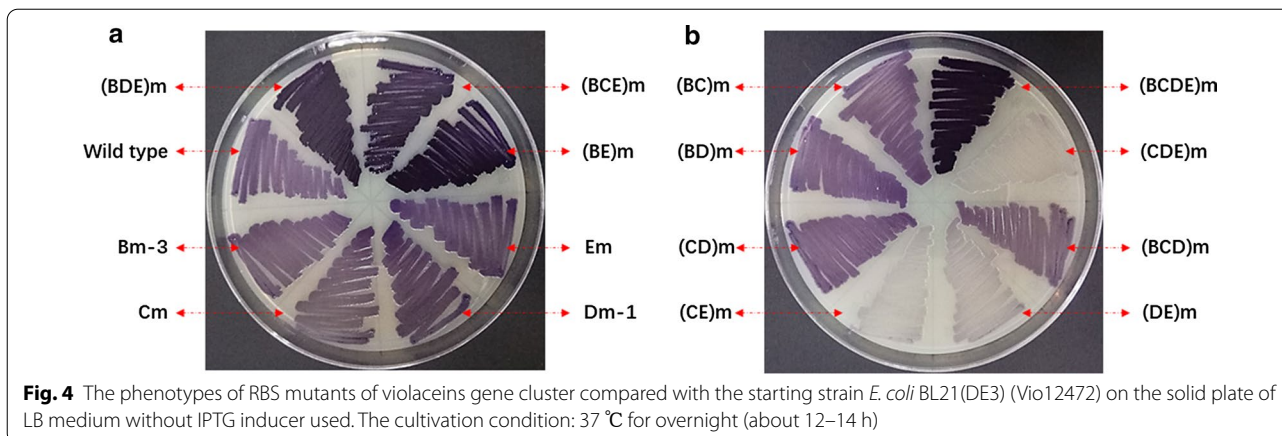 a
b
(BDE)m
(BCE)m
(BC)m
(BCDE)m
Wild type
(BE)m
(BD)m
(CDE)m
Bm-3
Em
(CD)m
(BCD)m
Cm
Dm-1
(CE)m
(DE)m
Fig. 4 The phenotypes of RBS mutants of violaceins gene cluster compared with the starting strain E. coli BL21(DE3) (Vio12472) on the solid plate of
LB medium without IPTG inducer used. The cultivation condition: 37 ℃ for overnight (about 12–14 h)